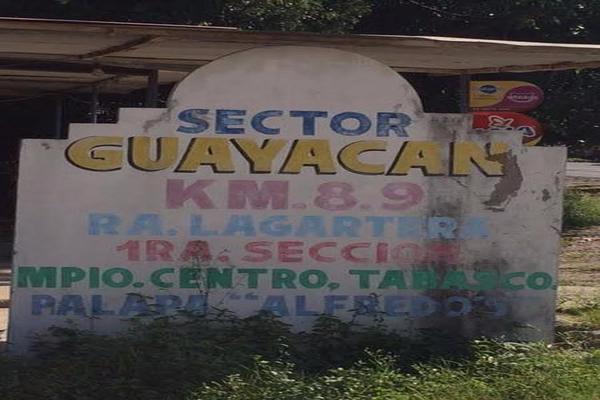 SECTOR
GUAYACAN
KM.8.9
RA. LAGARTERA
1RA. SECCION
MPIO. CENTRO, TABASCO.
PALAPA "ALFREDO'S"